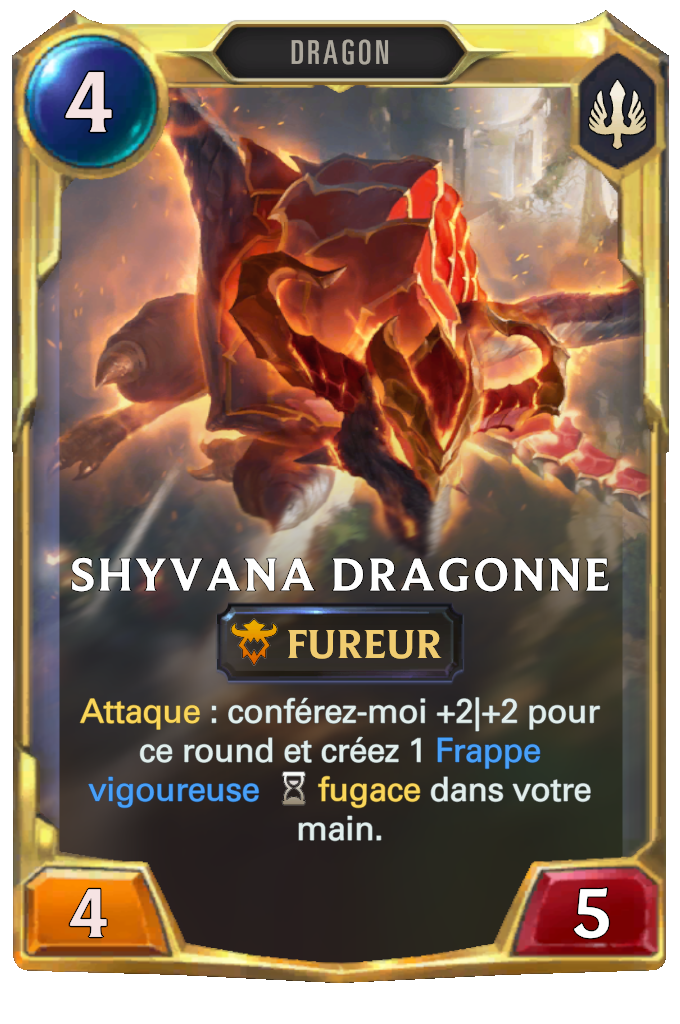 DRAGON
4
SHYVANA DRAGONNE
FUREUR
Attaque : conférez-moi +2|+2 pour
ce round et créez 1 Frappe
vigoureuse fugace dans votre
main.
4
5